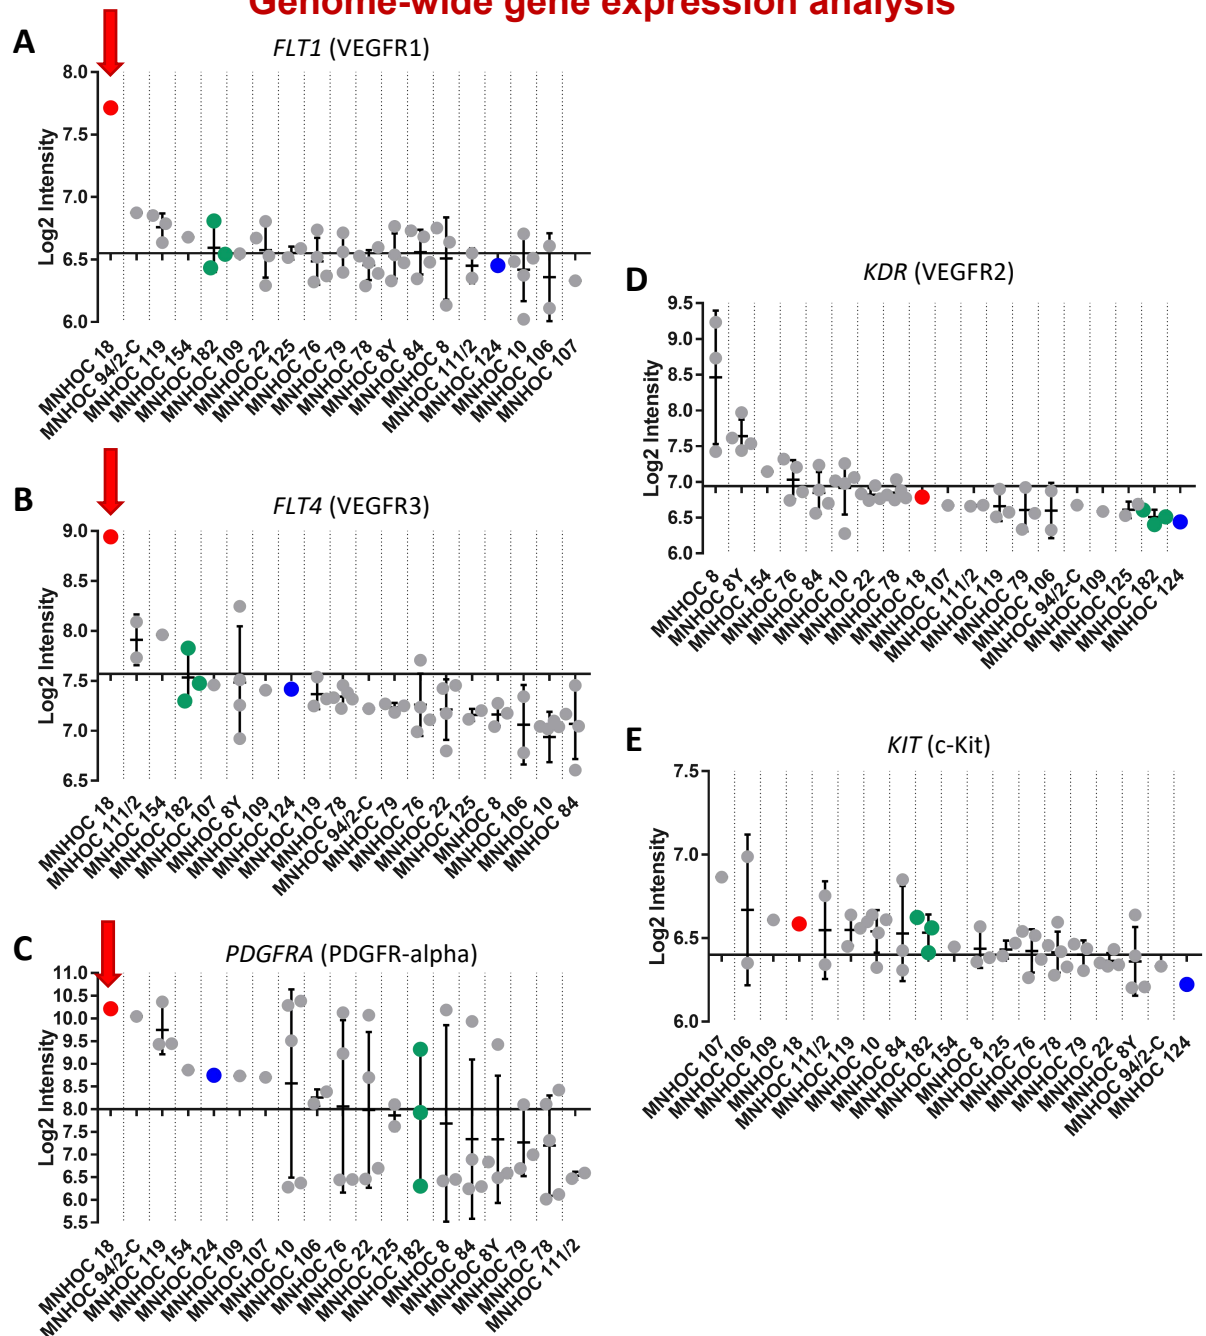 Genome-wide gene expression analysis
A
FLT1 (VEGFR1)
Log2 Intensity
8.0
7.5
7.0
6.5
6.0
MNHOC 18
MNHOC 94/2-C
MNHOC 119
MNHOC 154
MNHOC 182
MNHOC 109
MNHOC 22
MNHOC 125
MNHOC 76
MNHOC 79
MNHOC 78
MNHOC 8Y
MNHOC 84
MNHOC 8
MNHOC 111/2
MNHOC 124
MNHOC 10
MNHOC 106
MNHOC 107
B
FLT4 (VEGFR3)
Log2 Intensity
9.0
8.5
8.0
7.5
7.0
6.5
MNHOC 18
MNHOC 111/2
MNHOC 154
MNHOC 182
MNHOC 107
MNHOC 8Y
MNHOC 109
MNHOC 124
MNHOC 119
MNHOC 78
MNHOC 94/2-C
MNHOC 79
MNHOC 76
MNHOC 22
MNHOC 125
MNHOC 8
MNHOC 106
MNHOC 10
MNHOC 84
C
PDGFRA (PDGFR-alpha)
Log2 Intensity
11.0
10.5
10.0
9.5
9.0
8.5
8.0
7.5
7.0
6.5
6.0
5.5
MNHOC 18
MNHOC 94/2-C
MNHOC 119
MNHOC 154
MNHOC 124
MNHOC 109
MNHOC 107
MNHOC 10
MNHOC 106
MNHOC 76
MNHOC 22
MNHOC 125
MNHOC 182
MNHOC 8
MNHOC 84
MNHOC 8Y
MNHOC 79
MNHOC 78
MNHOC 111/2
D
KDR (VEGFR2)
Log2 Intensity
9.5
9.0
8.5
8.0
7.5
7.0
6.5
6.0
MNHOC 8
MNHOC 8Y
MNHOC 154
MNHOC 76
MNHOC 84
MNHOC 10
MNHOC 22
MNHOC 78
MNHOC 18
MNHOC 107
MNHOC 111/2
MNHOC 119
MNHOC 79
MNHOC 106
MNHOC 94/2-C
MNHOC 109
MNHOC 125
MNHOC 182
MNHOC 124
E
KIT (c-Kit)
Log2 Intensity
7.5
7.0
6.5
6.0
MNHOC 107
MNHOC 106
MNHOC 109
MNHOC 18
MNHOC 111/2
MNHOC 119
MNHOC 10
MNHOC 84
MNHOC 182
MNHOC 154
MNHOC 8
MNHOC 125
MNHOC 76
MNHOC 78
MNHOC 79
MNHOC 22
MNHOC 8Y
MNHOC 94/2-C
MNHOC 124